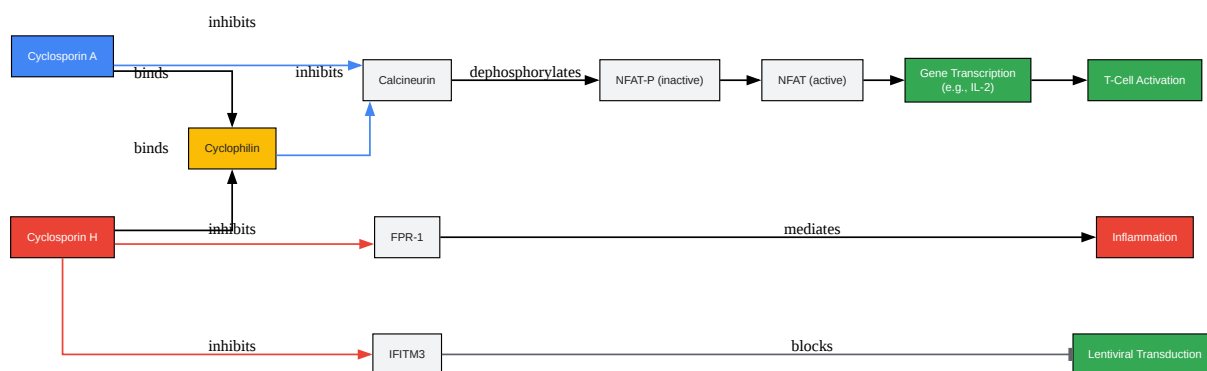 inhibits
Cyclosporin A
binds
inhibits
Calcineurin
dephosphorylates
NFAT-P (inactive)
NFAT (active)
Gene Transcription
(e.g., IL-2)
T-Cell Activation
binds
Cyclophilin
Cyclosporin H
inhibits
FPR-1
mediates
Inflammation
inhibits
IFITM3
blocks
Lentiviral Transduction